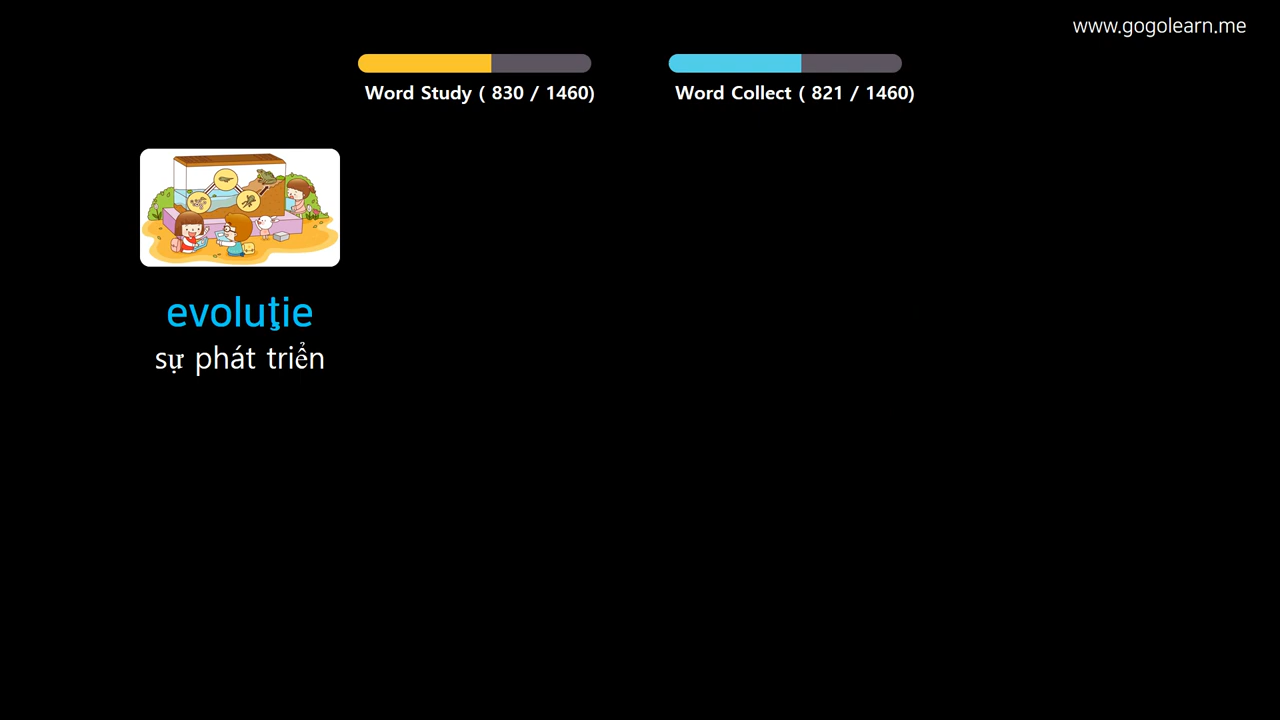 www.gogolearn.me
Word Study ( 830 / 1460)
Word Collect ( 821 / 1460)
evoluţie
sự phát triển